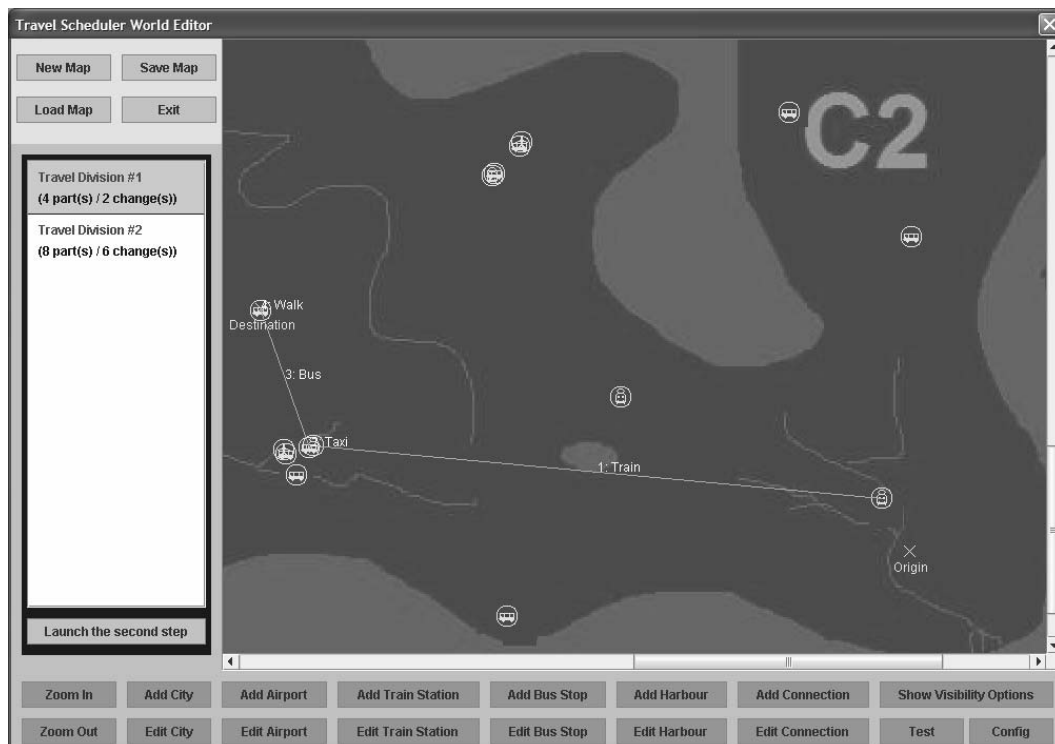 Travel Scheduler World Editor
New Map
Save Map
Load Map
Exit
Travel Division #1
(4 part(s) / 2 change(s))
Travel Division #2
(8 part(s) / 6 change(s))
Launch the second step
C2
4: Walk
Destination
3: Bus
Taxi
1: Train
Origin
Zoom In
Add City
Add Airport
Add Train Station
Add Bus Stop
Add Harbour
Add Connection
Show Visibility Options
Zoom Out
Edit City
Edit Airport
Edit Train Station
Edit Bus Stop
Edit Harbour
Edit Connection
Test
Config